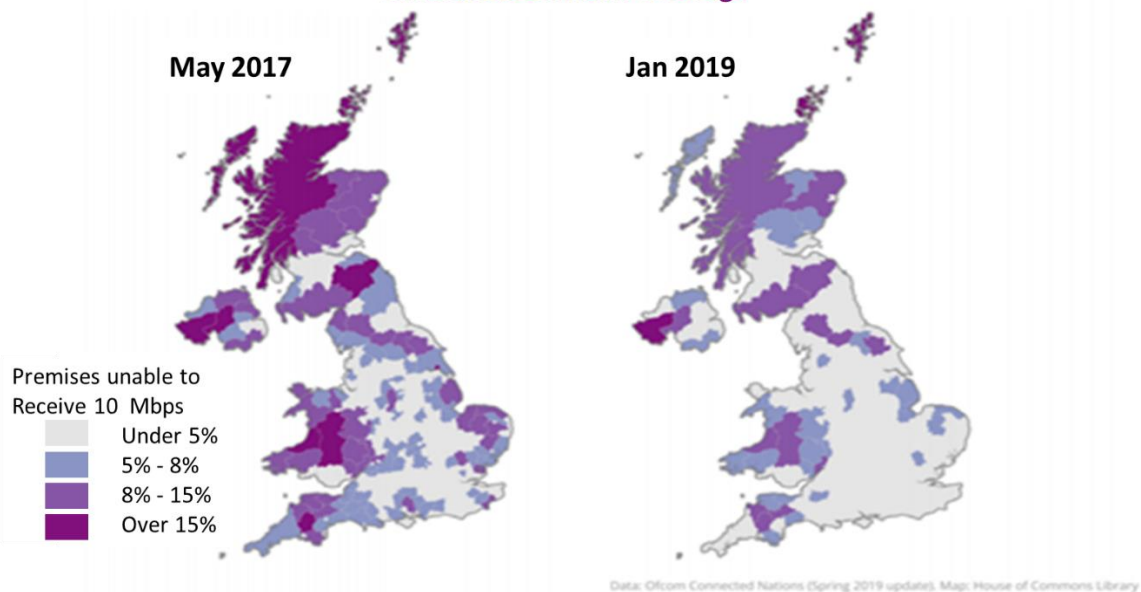 May 2017
Jan 2019
Premises unable to
Receive 10 Mbps
Under 5%
5% - 8%
8% - 15%
Over 15%
Data: Ofcom Connected Nations (Spring 2019 update). Map: House of Commons Library